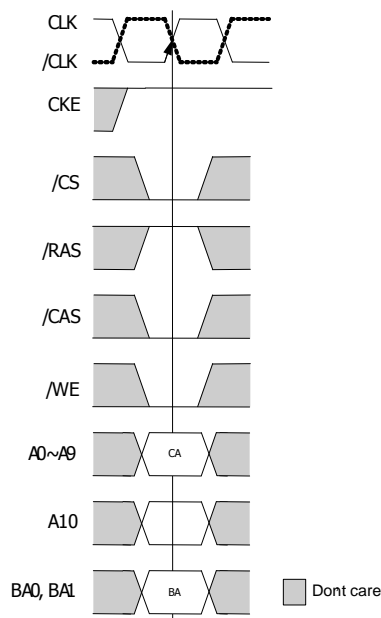 CLK
/CLK
CKE
/CS
/RAS
/CAS
/WE
A0~A9
CA
A10
BA0, BA1
BA
Dont care